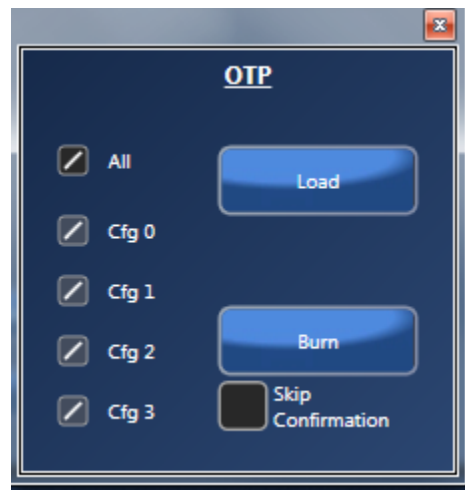 OTP
All
Load
Cfg 0
Cfg 1
Cfg 2
Burn
Cfg 3
Skip
Confirmation